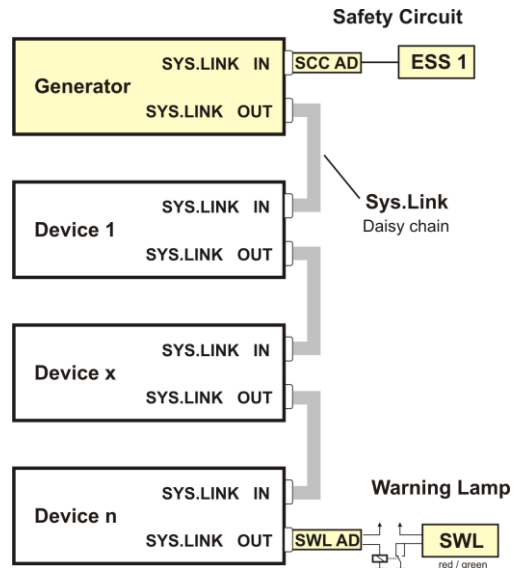 Safety Circuit
Generator
SYS.LINK IN
SCC AD
ESS 1
SYS.LINK OUT
Sys.Link
Daisy chain
Device 1
SYS.LINK IN
SYS.LINK OUT
Device x
SYS.LINK IN
SYS.LINK OUT
Warning Lamp
Device n
SYS.LINK IN
SYS.LINK OUT
SWL AD
SWL
red / green